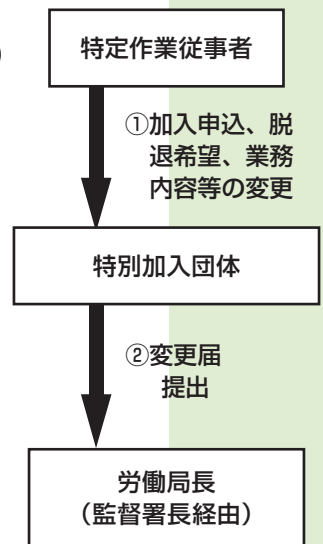 特定作業従事者
①加入申込、脱
退希望、業務
内容等の変更
特別加入団体
②変更届
提出
労働局長
（監督署長経由）